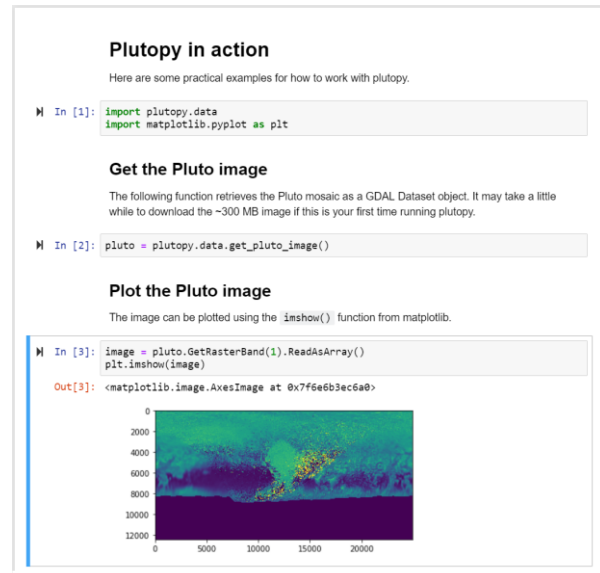 Plutopy in action
Here are some practical examples for how to work with plutopy.
In [1]: import plutopy.data
import matplotlib.pyplot as plt
Get the Pluto image
The following function retrieves the Pluto mosaic as a GDAL Dataset object. It may take a little
while to download the ~300 MB image if this is your first time running plutopy.
In [2]: pluto = plutopy.data.get_pluto_image()
Plot the Pluto image
The image can be plotted using the imshow() function from matplotlib.
In [3]: image = pluto.GetRasterBand(1).ReadAsArray()
plt.imshow(image)
Out[3]: <matplotlib.image.AxesImage at 0x7f6e6b3ec6a0>
0
2000
4000
6000
8000
10000
12000
0 5000 10000 15000 20000